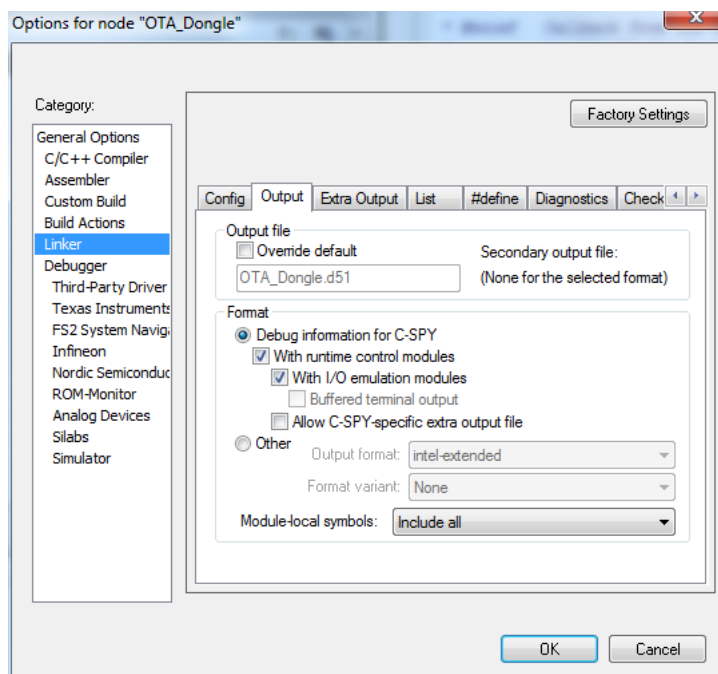 Options for node "OTA_Dongle"
Category:
Factory Settings
General Options
C/C++ Compiler
Assembler
Custom Build
Build Actions
Linker
Debugger
Third-Party Driver
Texas Instruments
FS2 System Naviga
Infineon
Nordic Semiconduc
ROM-Monitor
Analog Devices
Silabs
Simulator
Config Output Extra Output List #define Diagnostics Check
Output file
Override default
OTA_Dongle.d51
Secondary output file:
(None for the selected format)
Format
Debug information for C-SPY
With runtime control modules
With I/O emulation modules
Buffered terminal output
Allow C-SPY-specific extra output file
Other
Output format: intel-extended
Format variant: None
Module-local symbols: Include all
OK Cancel